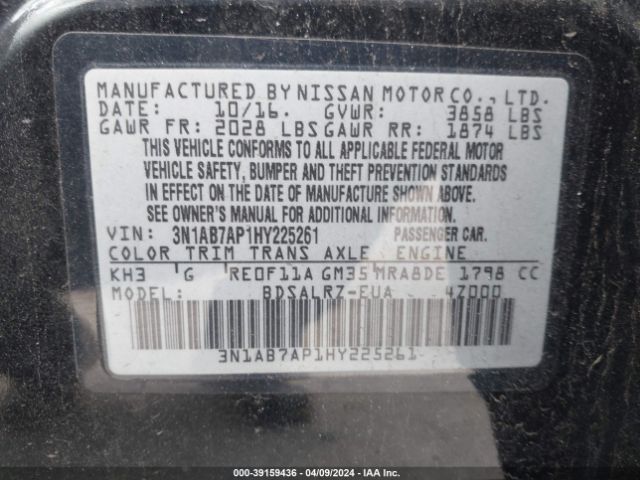 MANUFACTURED BY NISSAN MOTOR CO., LTD.
DATE: 10/16. GVWR: 3858 LBS
GAWR FR: 2028 LBS GAWR RR: 1874 LBS
THIS VEHICLE CONFORMS TO ALL APPLICABLE FEDERAL MOTOR
VEHICLE SAFETY, BUMPER AND THEFT PREVENTION STANDARDS
IN EFFECT ON THE DATE OF MANUFACTURE SHOWN ABOVE.
SEE OWNER'S MANUAL FOR ADDITIONAL INFORMATION.
VIN: 3N1AB7AP1HY225261 PASSENGER CAR.
COLOR TRIM TRANS AXLE ENGINE
KH3 G RE0F11A GM35 MRA8DE 1798 CC
MODEL: BDSALRZ-EUA 4Z000
3N1AB7AP1HY225261
000-39159436 - 04/09/2024 - IAA Inc.